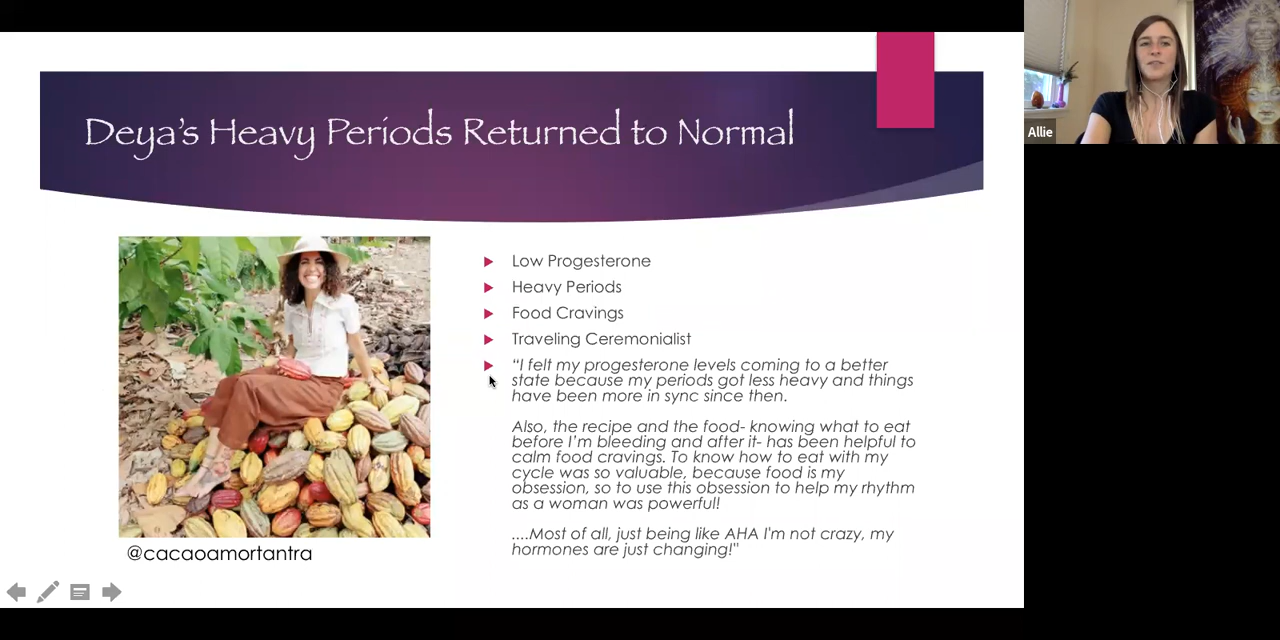 Deya's Heavy Periods Returned to Normal
Allie
Low Progesterone
Heavy Periods
Food Cravings
Traveling Ceremonialist
“I felt my progesterone levels coming to a better
state because my periods got less heavy and things
have been more in sync since then.
Also, the recipe and the food- knowing what to eat
before I'm bleeding and after it- has been helpful to
calm food cravings. To know how to eat with my
cycle was so valuable, because food is my
obsession, so to use this obsession to help my rhythm
as a woman was powerful!
....Most of all, just being like AHA I'm not crazy, my
hormones are just changing!"
@cacaoamortantra